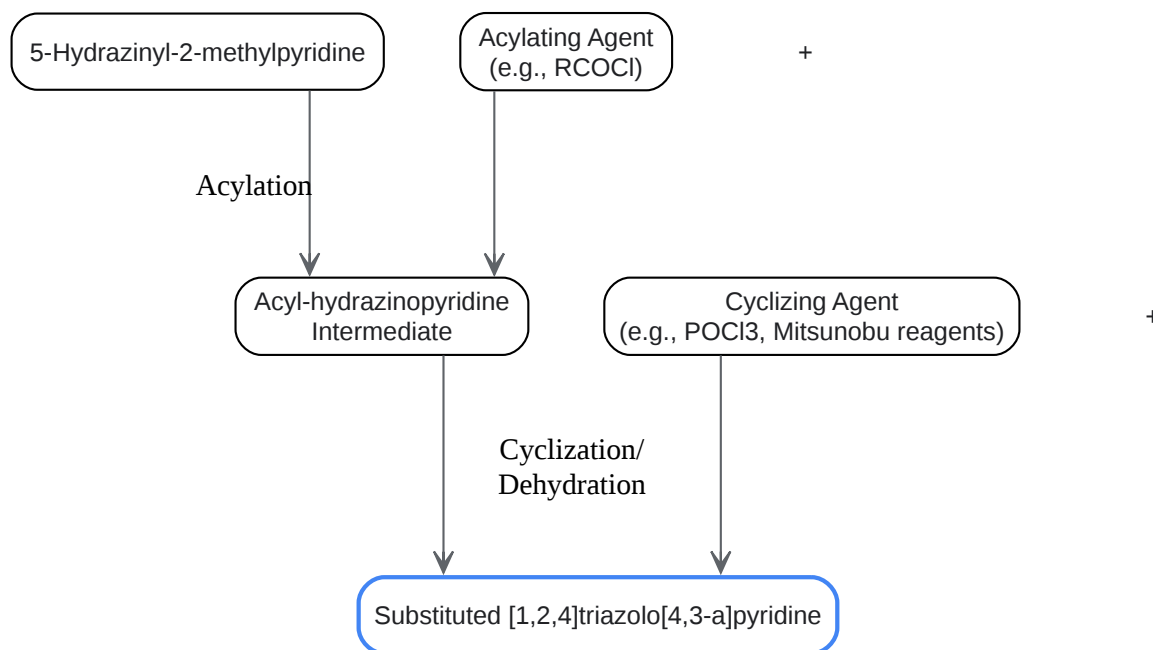 5-Hydrazinyl-2-methylpyridine
Acylating Agent
(e.g., RCOCl)
+
Acylation
Acyl-hydrazinopyridine
Intermediate
Cyclizing Agent
(e.g., POCl3, Mitsunobu reagents)
+
Cyclization/
Dehydration
Substituted [1,2,4]triazolo[4,3-a]pyridine